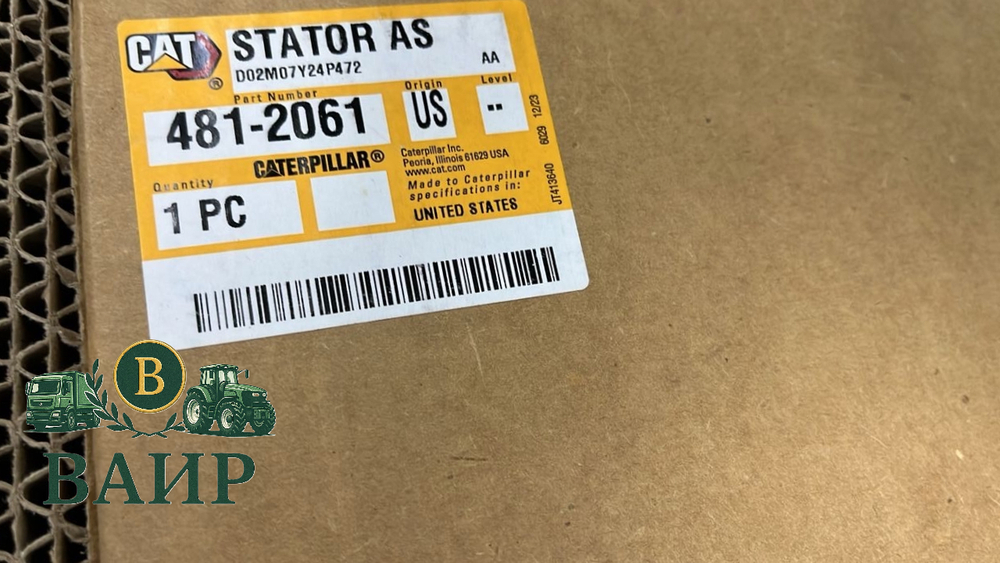 CAT
®
STATOR AS
D02M07Y24P472
AA
Part Number
481-2061
Origin
US
Level
--
6029 12/23
CATERPILLAR®
Caterpillar Inc.
Peoria, Illinois 61629 USA
www.cat.com
Made to Caterpillar
specifications in:
UNITED STATES
JT413640
Quantity
1 PC
В
ВАИР